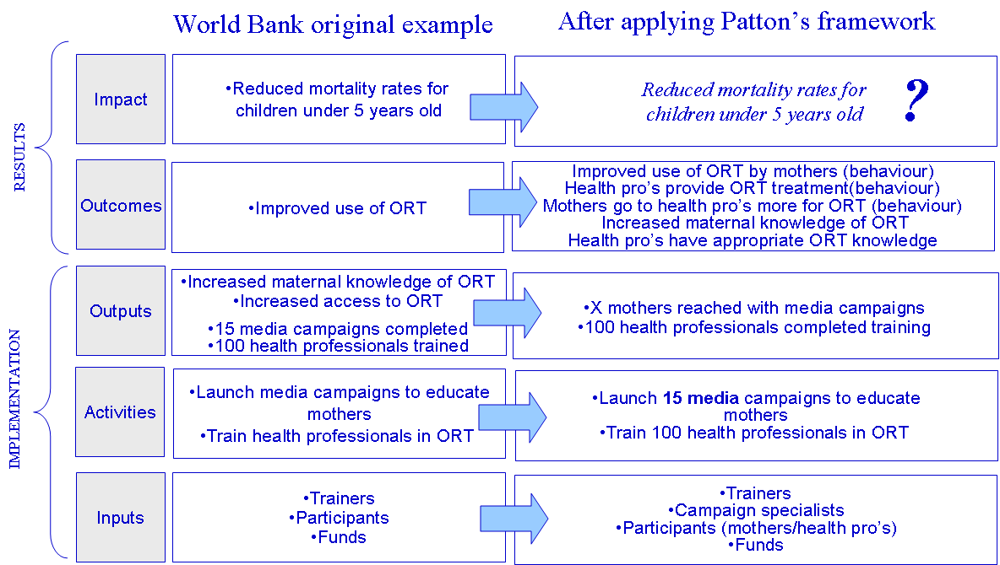 World Bank original example
After applying Patton's framework
RESULTS
Impact
•Reduced mortality rates for
children under 5 years old
Reduced mortality rates for
children under 5 years old
?
Outcomes
•Improved use of ORT
Improved use of ORT by mothers (behaviour)
Health pro's provide ORT treatment(behaviour)
Mothers go to health pro's more for ORT (behaviour)
Increased maternal knowledge of ORT
Health pro's have appropriate ORT knowledge
IMPLEMENTATION
Outputs
•Increased maternal knowledge of ORT
•Increased access to ORT
•15 media campaigns completed
•100 health professionals trained
•X mothers reached with media campaigns
•100 health professionals completed training
Activities
•Launch media campaigns to educate
mothers
•Train health professionals in ORT
•Launch 15 media campaigns to educate
mothers
•Train 100 health professionals in ORT
Inputs
•Trainers
•Participants
•Funds
•Trainers
•Campaign specialists
•Participants (mothers/health pro's)
•Funds